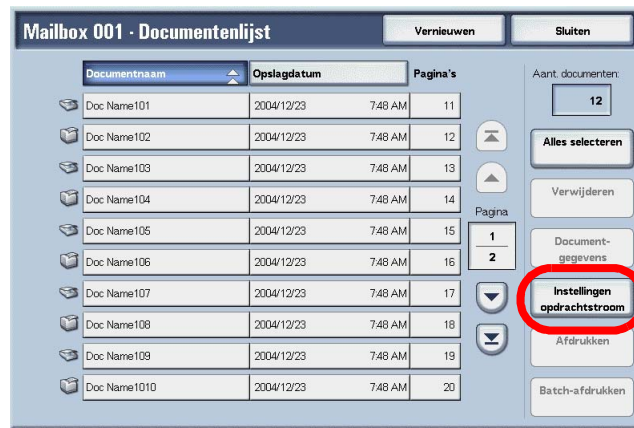 Mailbox 001 - Documentenlijst Vernieuwen Sluiten
Documentnaam Opslagdatum Pagina's Aant. documenten:
12
Doc Name101 2004/12/23 7:48 AM 11
Doc Name102 2004/12/23 7:48 AM 12
Doc Name103 2004/12/23 7:48 AM 13
Doc Name104 2004/12/23 7:48 AM 14
Doc Name105 2004/12/23 7:48 AM 15
Doc Name106 2004/12/23 7:48 AM 16
Doc Name107 2004/12/23 7:48 AM 17
Doc Name108 2004/12/23 7:48 AM 18
Doc Name109 2004/12/23 7:48 AM 19
Doc Name1010 2004/12/23 7:48 AM 20
Pagina
1
2
Alles selecteren
Verwijderen
Document-
gegevens
Instellingen
opdrachtstroom
Afdrukken
Batch-afdrukken